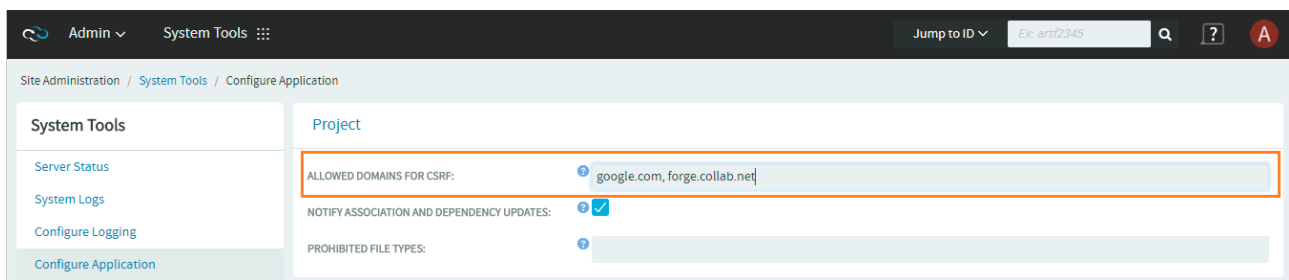 Admin System Tools Jump to ID Ex: artf2345 ? A
Site Administration / System Tools / Configure Application
System Tools
Project
Server Status
ALLOWED DOMAINS FOR CSRF: ? google.com, forge.collab.net
System Logs
NOTIFY ASSOCIATION AND DEPENDENCY UPDATES: ?
Configure Logging
PROHIBITED FILE TYPES: ?
Configure Application